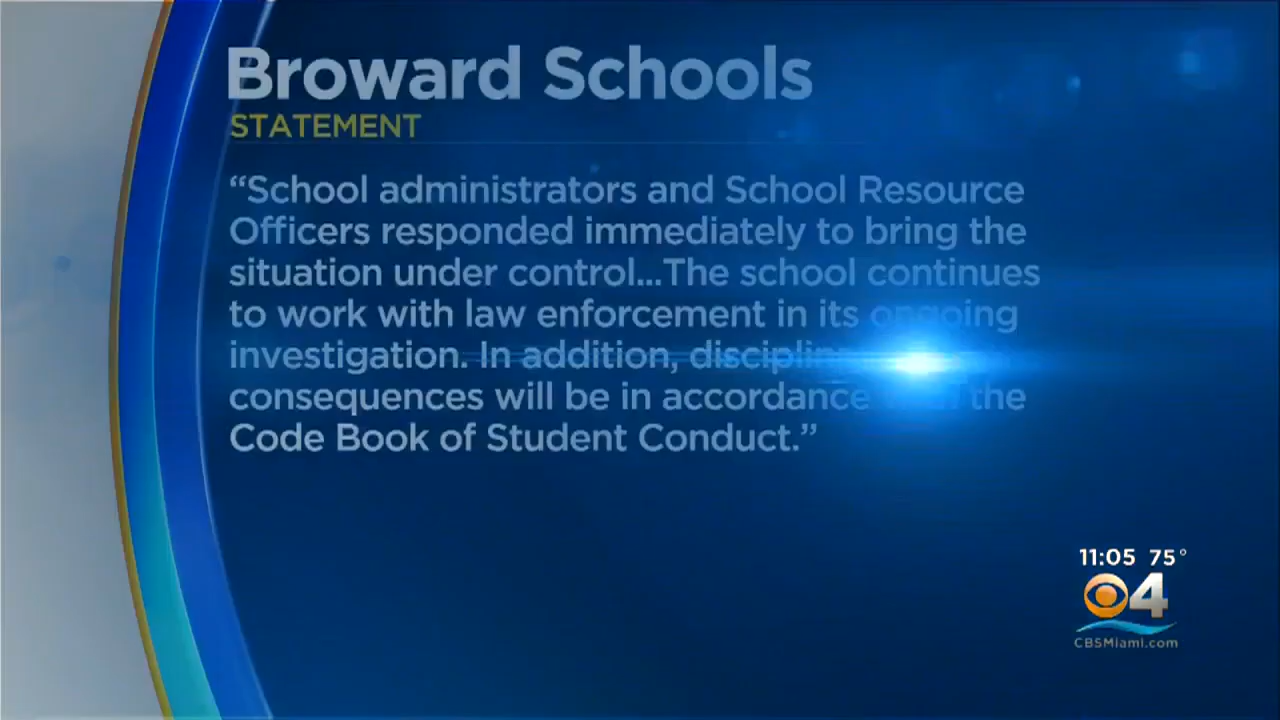 Broward Schools
STATEMENT
“School administrators and School Resource
Officers responded immediately to bring the
situation under control...The school continues
to work with law enforcement in its ongoing
investigation. In addition,
consequences will be in accordance the
Code Book of Student Conduct.”
11:05 75°
4
CBSMiami.com